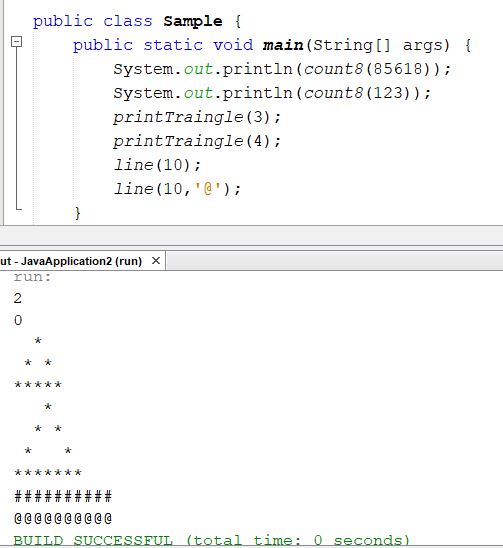 public class Sample {
    public static void main(String[] args) {
        System.out.println(count8(85618));
        System.out.println(count8(123));
        printTraingle(3);
        printTraingle(4);
        line(10);
        line(10,'@');
    }
ut - JavaApplication2 (run) ×
run:
2
0
  *
 * *
*****
   *
  * *
 *   *
*******
##########
@@@@@@@@@@
BUILD SUCCESSFUL (total time: 0 seconds)